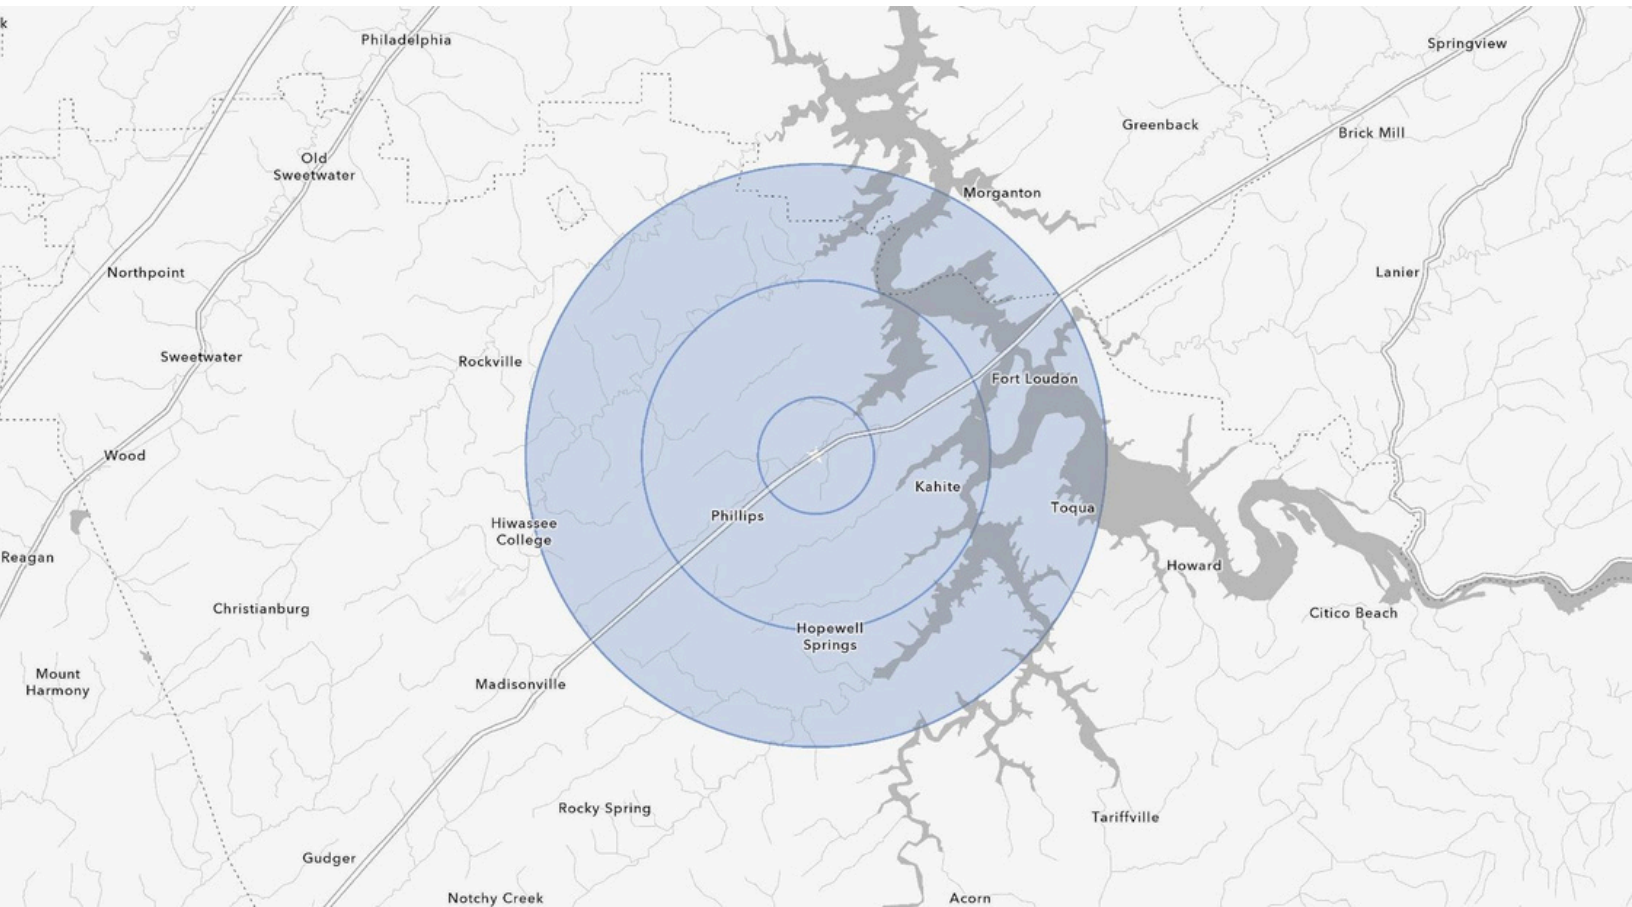 k
Philadelphia
Springview
Greenback
Brick Mill
Old
Sweetwater
Morganton
Northpoint
Lanier
Sweetwater
Rockville
Fort Loudon
Wood
Kahite
Toqua
Phillips
Hiwassee
College
Reagan
Howard
Christianburg
Citico Beach
Hopewell
Springs
Mount
Harmony
Madisonville
Rocky Spring
Tariffville
Gudger
Notchy Creek
Acorn